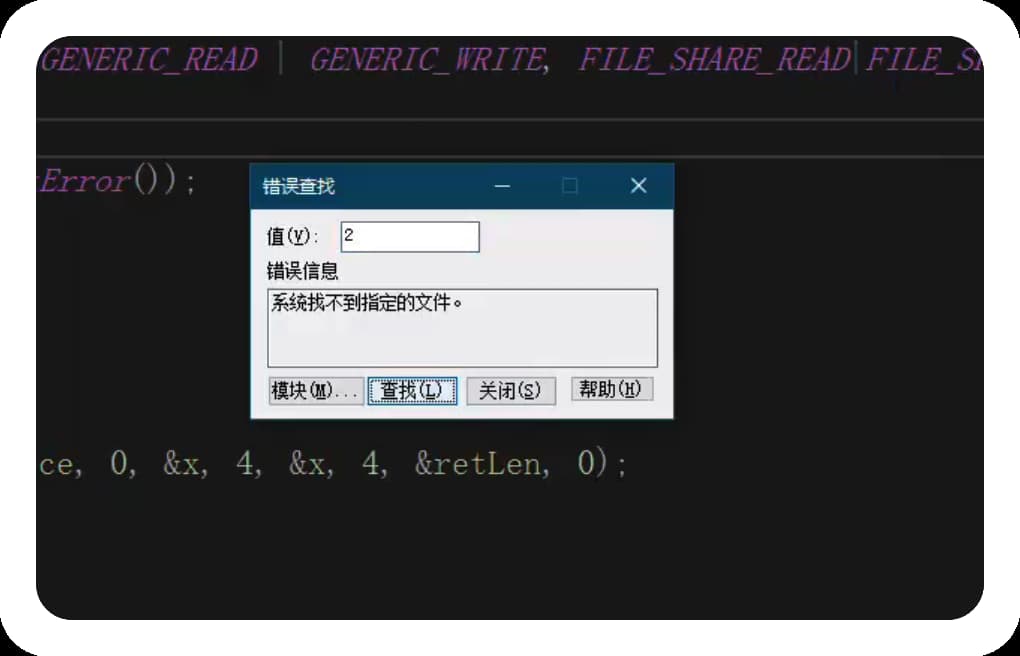 GENERIC_READ | GENERIC_WRITE, FILE_SHARE_READ|FILE_SH
Error());
错误查找
值(V): 2
错误信息
系统找不到指定的文件。
模块(M)... 查找(L) 关闭(S) 帮助(H)
ce, 0, &x, 4, &x, 4, &retLen, 0);